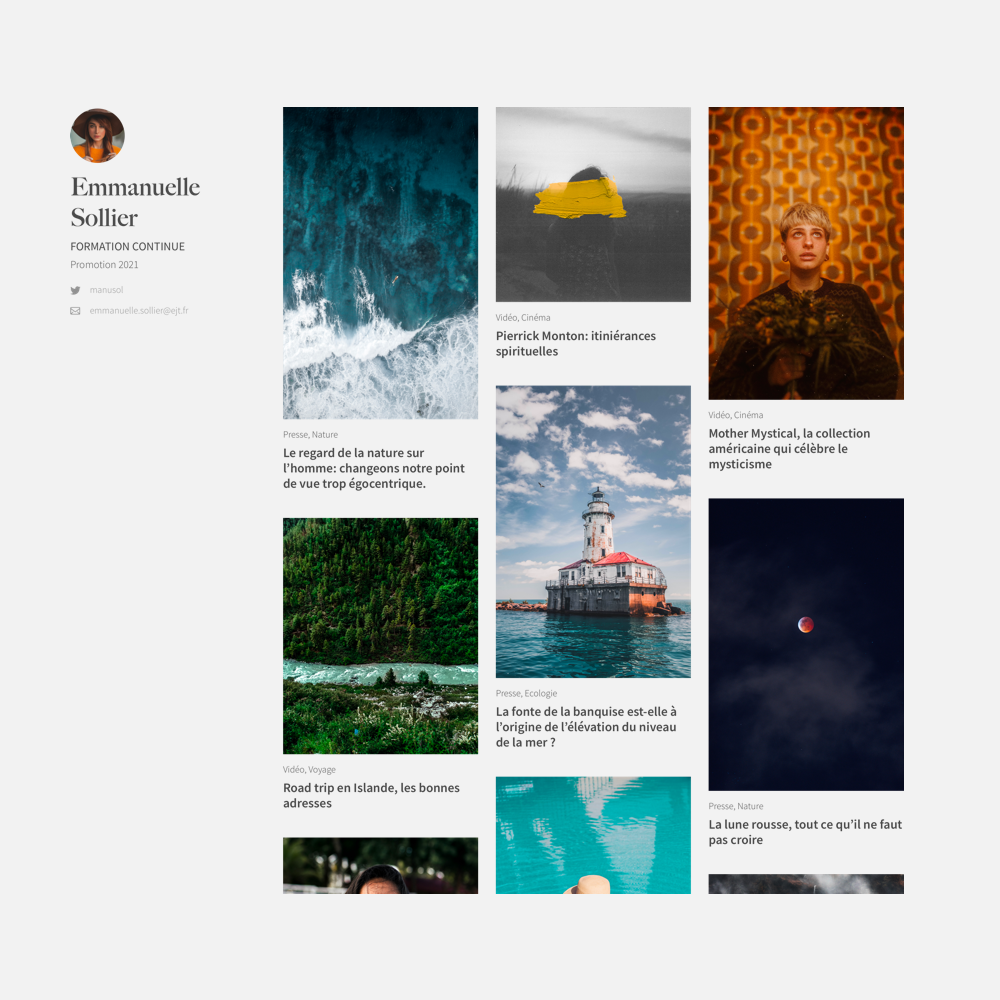 Emmanuelle
Sollier
FORMATION CONTINUE
Promotion 2021
manusol
emmanuelle.sollier@ejt.fr
Presse, Nature
Le regard de la nature sur
l’homme: changeons notre point
de vue trop égocentrique.
Vidéo, Voyage
Road trip en Islande, les bonnes
adresses
Vidéo, Cinéma
Pierrick Monton: itiniérances
spirituelles
Presse, Ecologie
La fonte de la banquise est-elle à
l’origine de l’élévation du niveau
de la mer ?
Vidéo, Cinéma
Mother Mystical, la collection
américaine qui célèbre le
mysticisme
Presse, Nature
La lune rousse, tout ce qu’il ne faut
pas croire